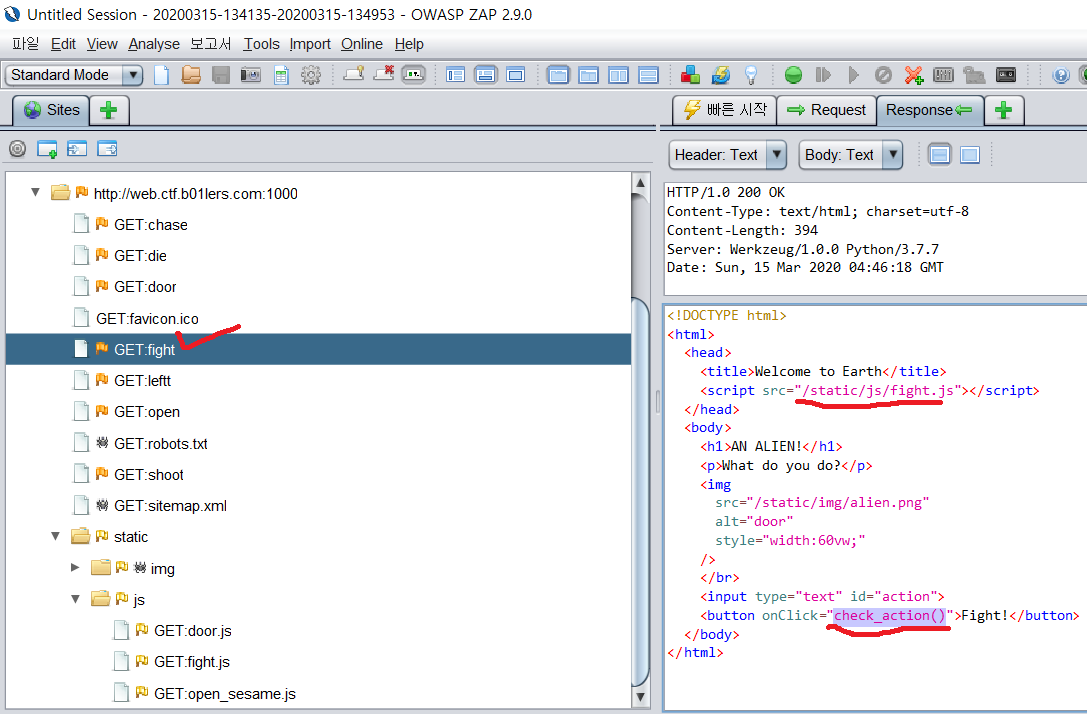 Untitled Session - 20200315-134135-20200315-134953 - OWASP ZAP 2.9.0
파일 Edit View Analyse 보고서 Tools Import Online Help
Standard Mode
Sites
빠른 시작 Request Response
Header: Text Body: Text
http://web.ctf.b01lers.com:1000
GET:chase
GET:die
GET:door
GET:favicon.ico
GET:fight
GET:leftt
GET:open
GET:robots.txt
GET:shoot
GET:sitemap.xml
static
img
js
GET:door.js
GET:fight.js
GET:open_sesame.js
HTTP/1.0 200 OK
Content-Type: text/html; charset=utf-8
Content-Length: 394
Server: Werkzeug/1.0.0 Python/3.7.7
Date: Sun, 15 Mar 2020 04:46:18 GMT
<!DOCTYPE html>
<html>
<head>
<title>Welcome to Earth</title>
<script src="/static/js/fight.js"></script>
</head>
<body>
<h1>AN ALIEN!</h1>
<p>What do you do?</p>
<img
src="/static/img/alien.png"
alt="door"
style="width:60vw;"
/>
</br>
<input type="text" id="action">
<button onClick="check_action()">Fight!</button>
</body>
</html>